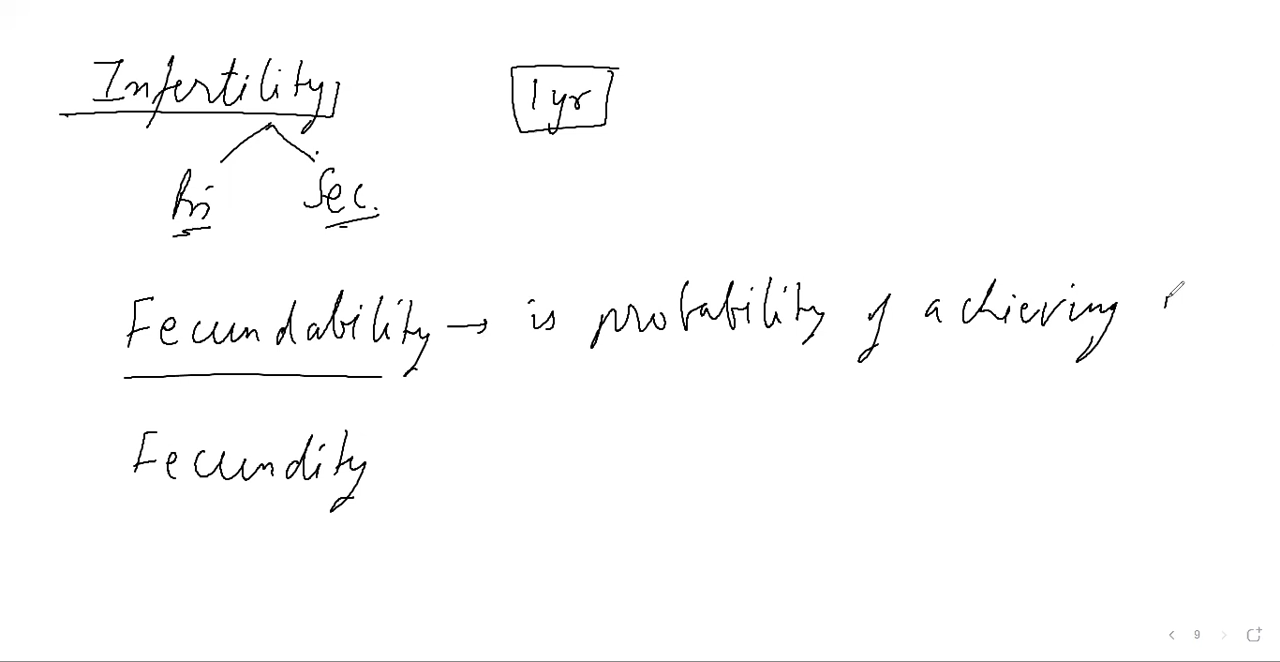 Infertility 1 yr
Pri Sec.
Fecundability → is probability of achieving
Fecundity
9